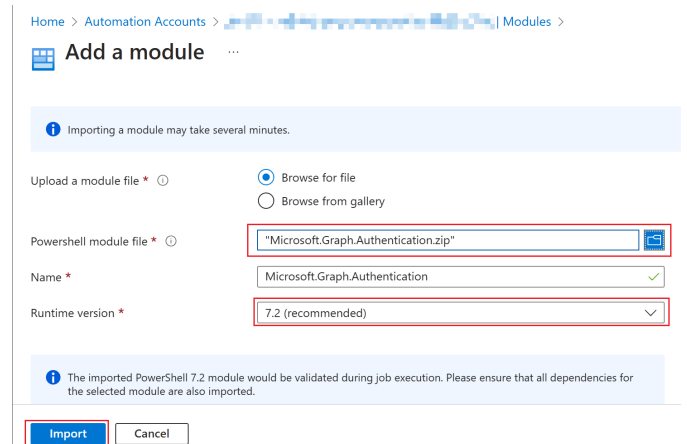 Home > Automation Accounts > | Modules >
Add a module ...
Importing a module may take several minutes.
Upload a module file *
Browse for file
Browse from gallery
Powershell module file *
"Microsoft.Graph.Authentication.zip"
Name *
Microsoft.Graph.Authentication
Runtime version *
7.2 (recommended)
The imported PowerShell 7.2 module would be validated during job execution. Please ensure that all dependencies for
the selected module are also imported.
Import
Cancel